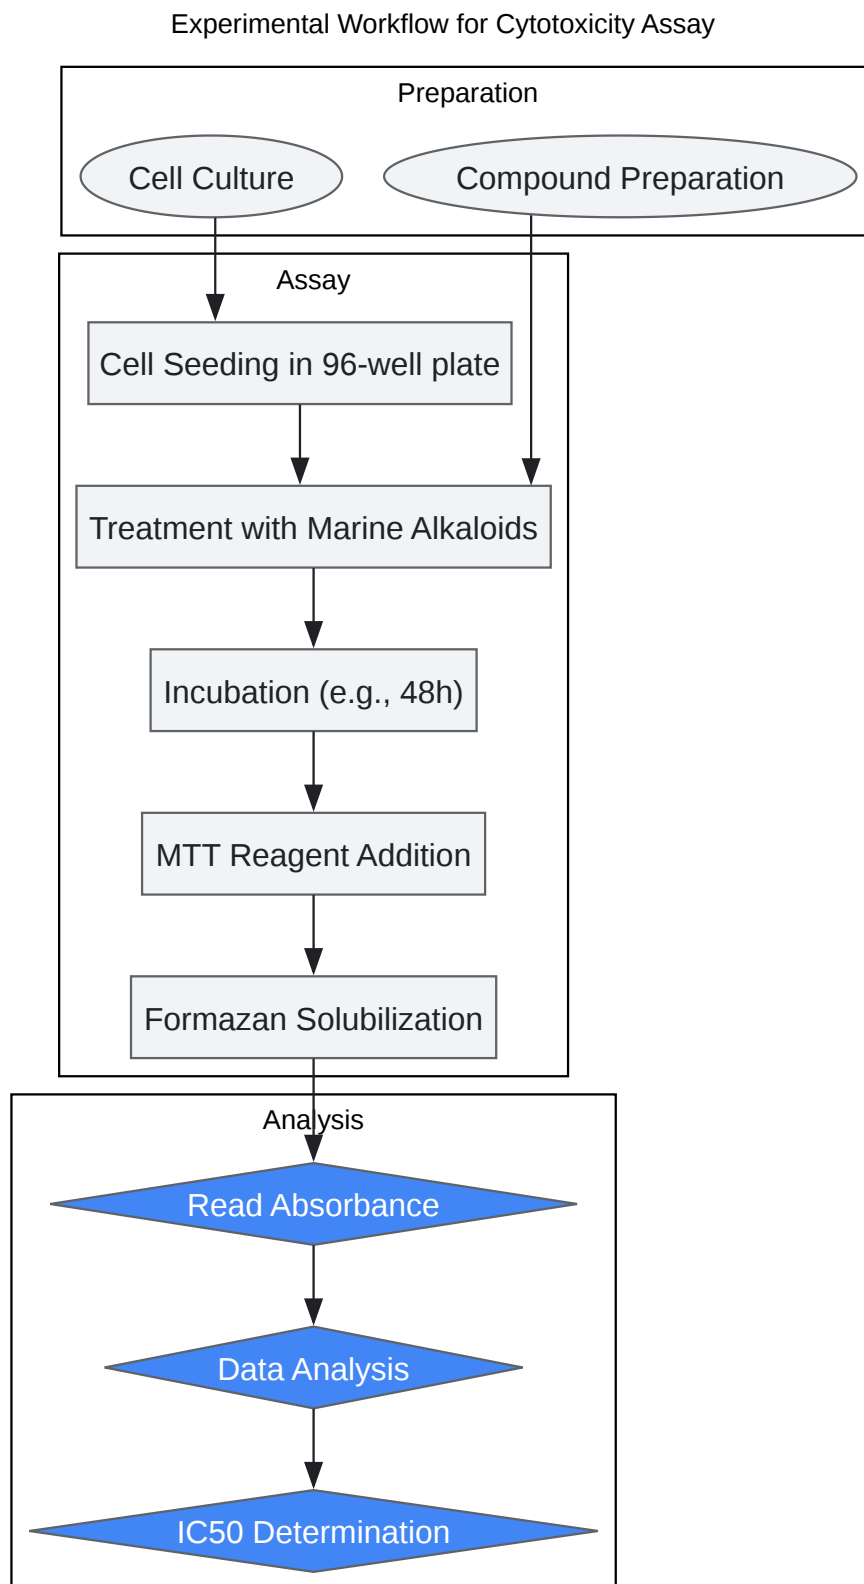 Experimental Workflow for Cytotoxicity Assay
Preparation
Cell Culture
Compound Preparation
Assay
Cell Seeding in 96-well plate
Treatment with Marine Alkaloids
Incubation (e.g., 48h)
MTT Reagent Addition
Formazan Solubilization
Analysis
Read Absorbance
Data Analysis
IC50 Determination